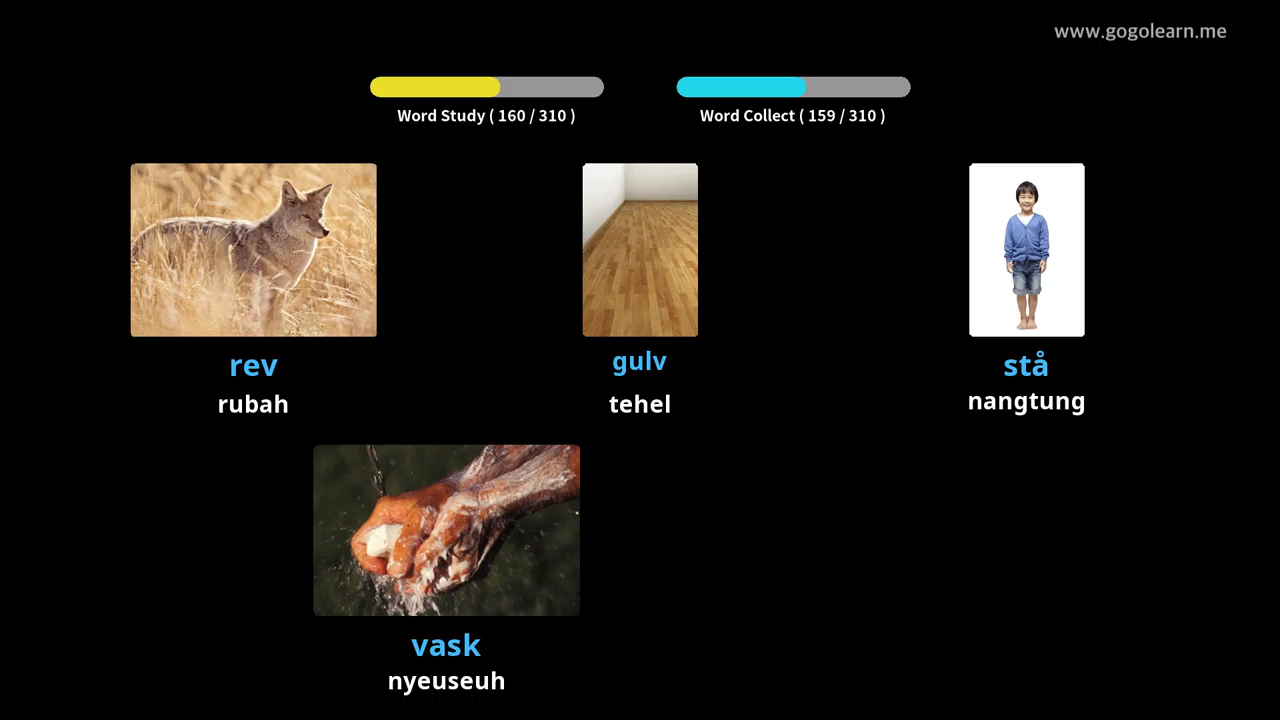 www.gogolearn.me
Word Study ( 160 / 310 )
Word Collect ( 159 / 310 )
rev
rubah
gulv
tehel
stå
nangtung
vask
nyeuseuh